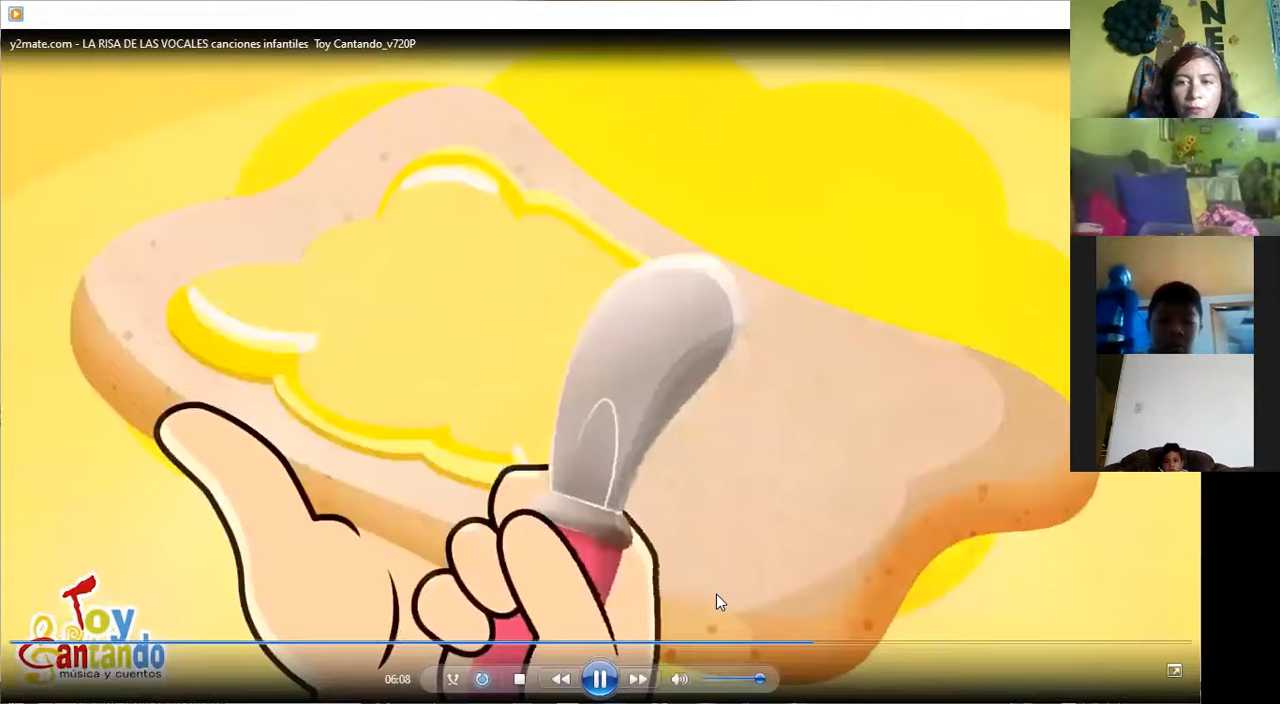 y2mate.com - LA RISA DE LAS VOCALES canciones infantiles Toy Cantando_v720P
N
E
Toy
Cantando
música y cuentos
06:08